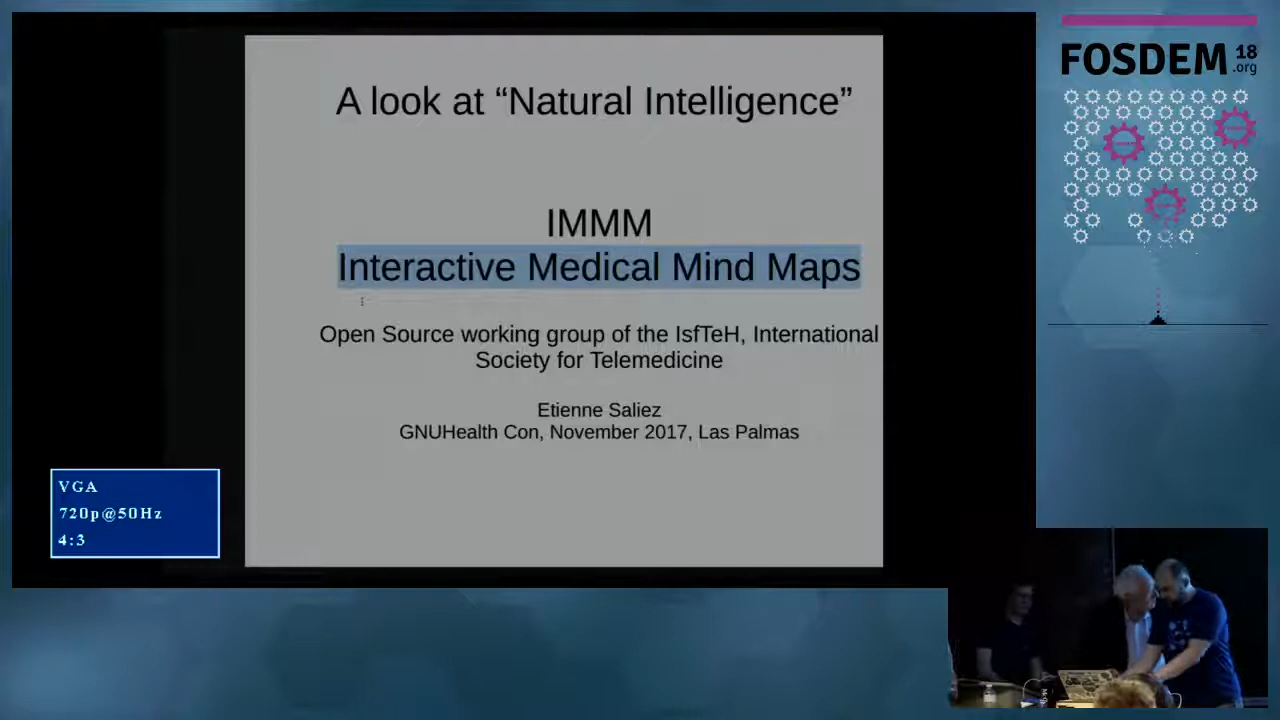 A look at “Natural Intelligence”
IMMM
Interactive Medical Mind Maps
Open Source working group of the IsfTeH, International
Society for Telemedicine
Etienne Saliez
GNUHealth Con, November 2017, Las Palmas
VGA
720p@50Hz
4:3
FOSDEM 18
.org